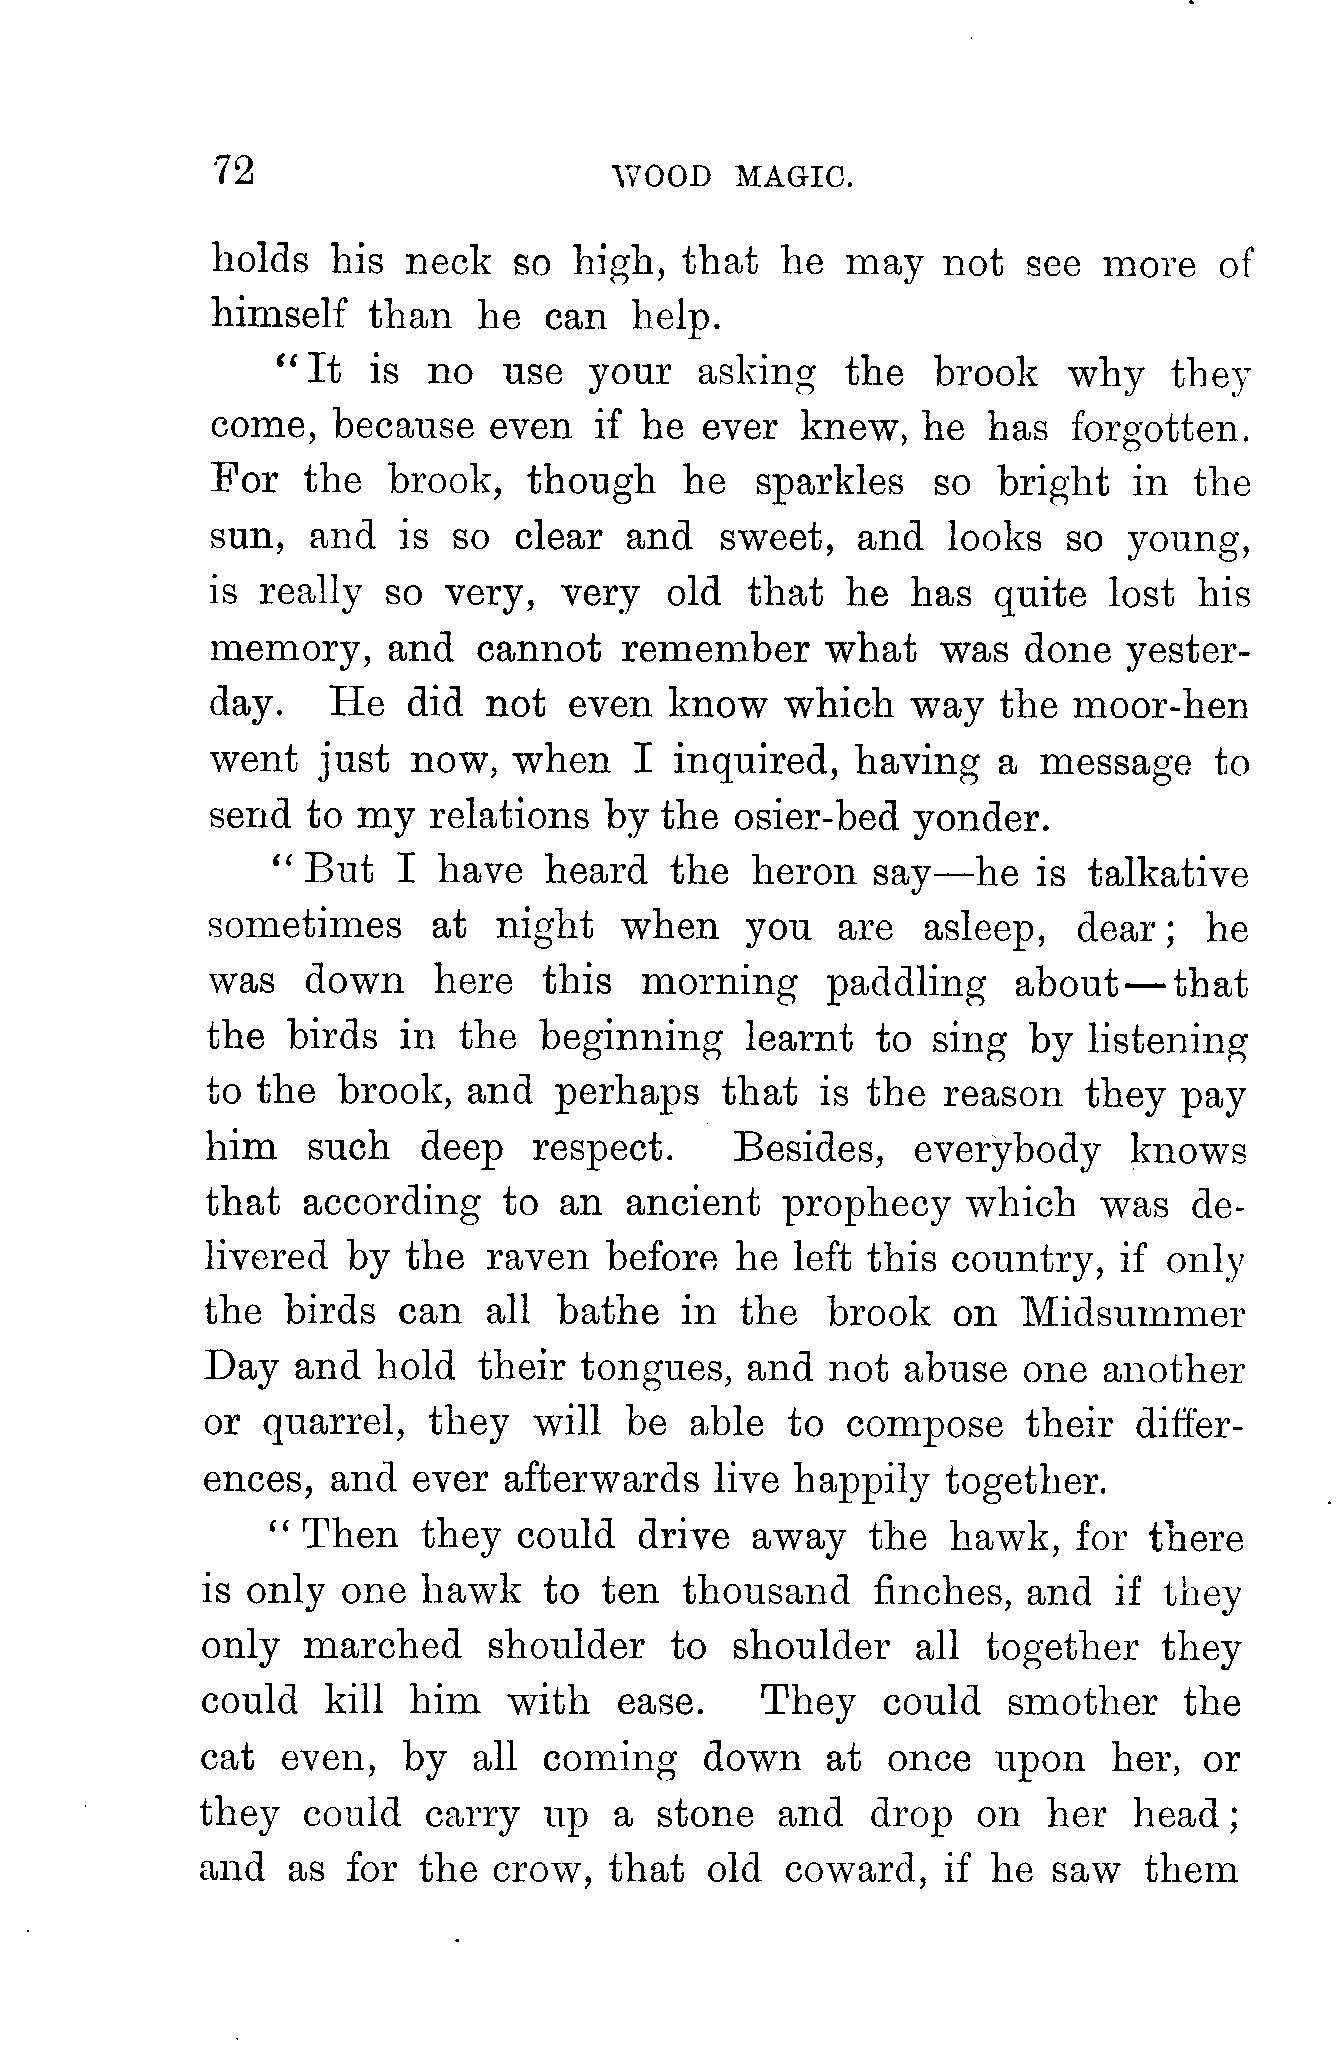 72 WOOD MAGIC.
holds his neck so high, that he may not see more of
himself than he can help.
"It is no use your asking the brook why they
come, because even if he ever knew, he has forgotten.
For the brook, though he sparkles so bright in the
sun, and is so clear and sweet, and looks so young,
is really so very, very old that he has quite lost his
memory, and cannot remember what was done yester-
day. He did not even know which way the moor-hen
went just now, when I inquired, having a message to
send to my relations by the osier-bed yonder.
"But I have heard the heron say—he is talkative
sometimes at night when you are asleep, dear; he
was down here this morning paddling about—that
the birds in the beginning learnt to sing by listening
to the brook, and perhaps that is the reason they pay
him such deep respect. Besides, everybody knows
that according to an ancient prophecy which was de-
livered by the raven before he left this country, if only
the birds can all bathe in the brook on Midsummer
Day and hold their tongues, and not abuse one another
or quarrel, they will be able to compose their differ-
ences, and ever afterwards live happily together.
"Then they could drive away the hawk, for there
is only one hawk to ten thousand finches, and if they
only marched shoulder to shoulder all together they
could kill him with ease. They could smother the
cat even, by all coming down at once upon her, or
they could carry up a stone and drop on her head;
and as for the crow, that old coward, if he saw them